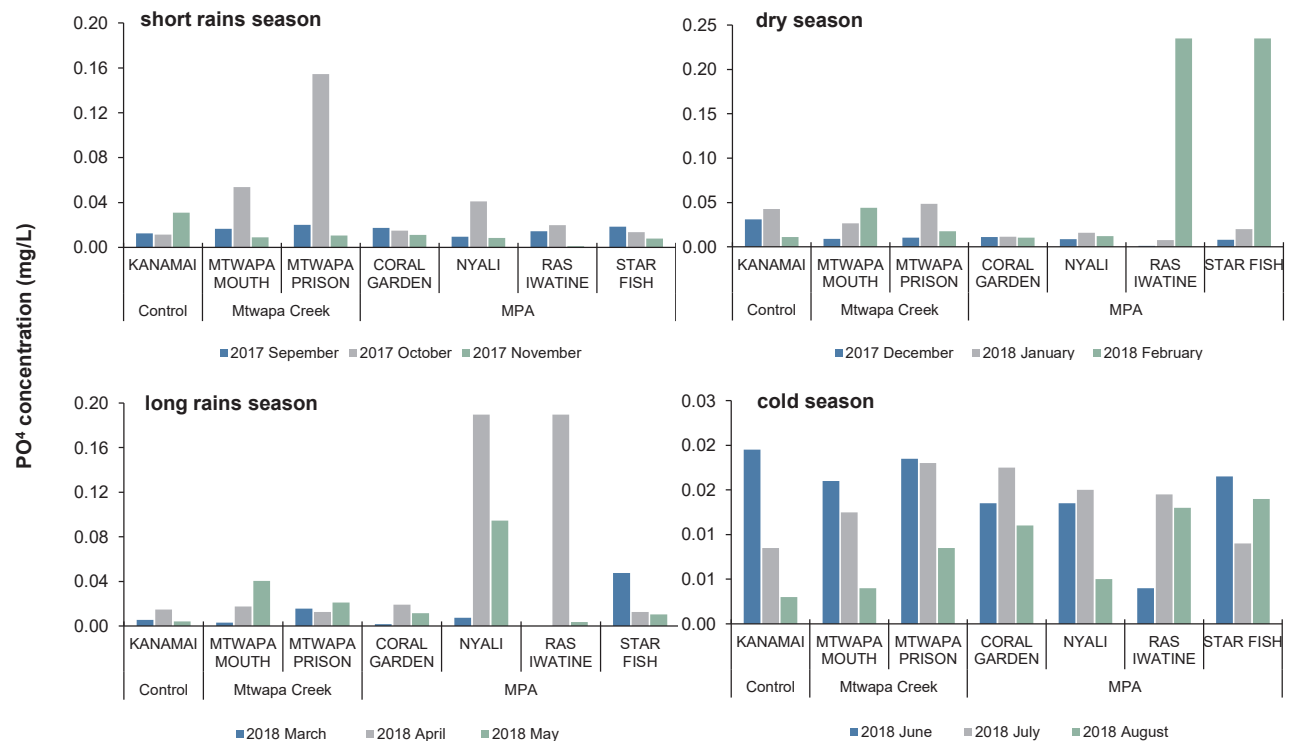 PO⁴ concentration (mg/L)
short rains season
0.20
0.16
0.12
0.08
0.04
0.00
KANAMAI MTWAPA MOUTH MTWAPA PRISON CORAL GARDEN NYALI RAS IWATINE STAR FISH
Control Mtwapa Creek MPA
2017 Sepember 2017 October 2017 November
dry season
0.25
0.20
0.15
0.10
0.05
0.00
KANAMAI MTWAPA MOUTH MTWAPA PRISON CORAL GARDEN NYALI RAS IWATINE STAR FISH
Control Mtwapa Creek MPA
2017 December 2018 January 2018 February
long rains season
0.20
0.16
0.12
0.08
0.04
0.00
KANAMAI MTWAPA MOUTH MTWAPA PRISON CORAL GARDEN NYALI RAS IWATINE STAR FISH
Control Mtwapa Creek MPA
2018 March 2018 April 2018 May
cold season
0.03
0.02
0.02
0.01
0.01
0.00
KANAMAI MTWAPA MOUTH MTWAPA PRISON CORAL GARDEN NYALI RAS IWATINE STAR FISH
Control Mtwapa Creek MPA
2018 June 2018 July 2018 August